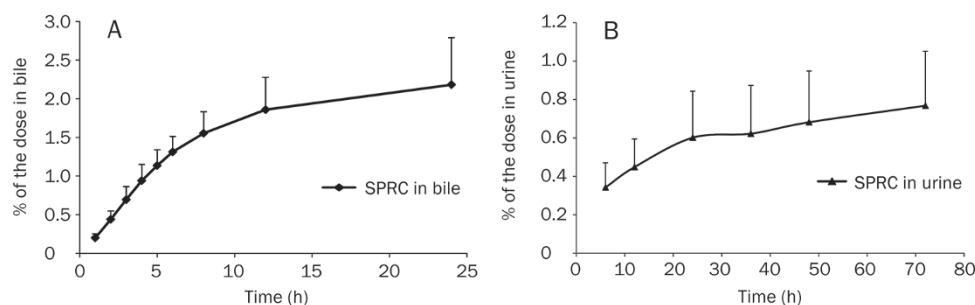 A
% of the dose in bile
3.0
2.5
2.0
1.5
1.0
0.5
0
SPRC in bile
0 5 10 15 20 25
Time (h)
B
% of the dose in urine
1.2
1.0
0.8
0.6
0.4
0.2
0
SPRC in urine
0 10 20 30 40 50 60 70 80
Time (h)